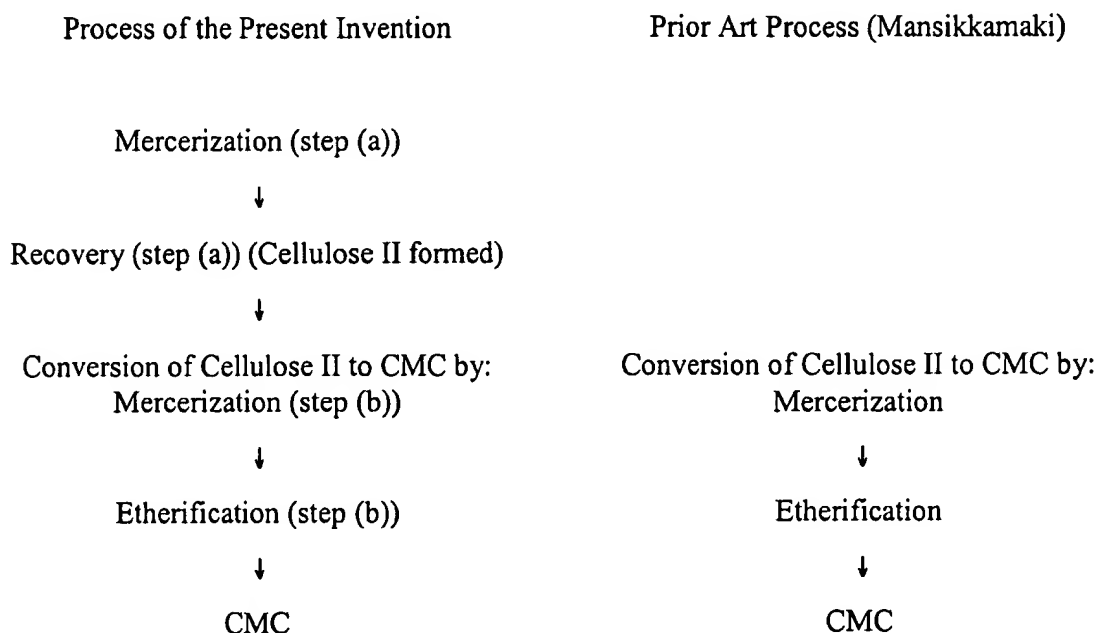 Process of the Present Invention
Prior Art Process (Mansikkamaki)
Mercerization (step (a))
↓
Recovery (step (a)) (Cellulose II formed)
↓
Conversion of Cellulose II to CMC by:
Mercerization (step (b))
↓
Etherification (step (b))
↓
CMC
Conversion of Cellulose II to CMC by:
Mercerization
↓
Etherification
↓
CMC